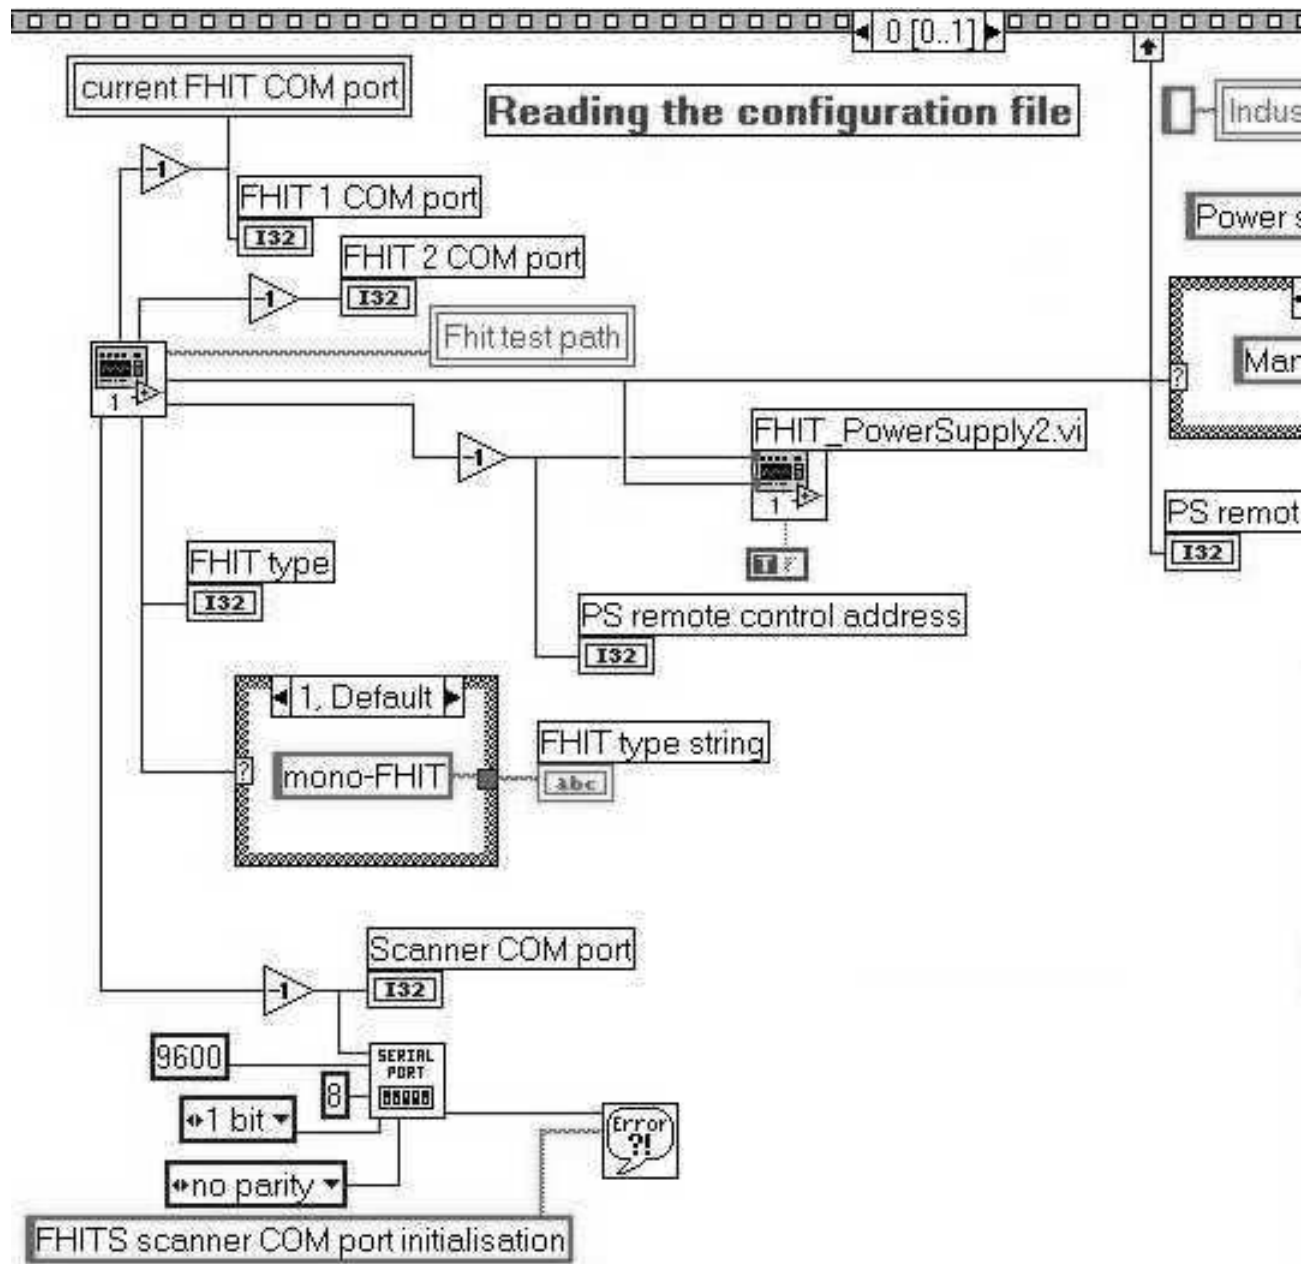 0 [0..1]
current FHIT COM port
Reading the configuration file
Indus
-1
FHIT 1 COM port
I32
Power s
FHIT 2 COM port
-1
I32
Fhit test path
Mar
?
1
FHIT_PowerSupply2.vi
-1
1
PS remot
I32
T F
FHIT type
I32
PS remote control address
I32
1, Default
FHIT type string
?
mono-FHIT
abc
Scanner COM port
-1
I32
9600
SERIAL
PORT
8
1 bit
Error
?!
no parity
FHITS scanner COM port initialisation